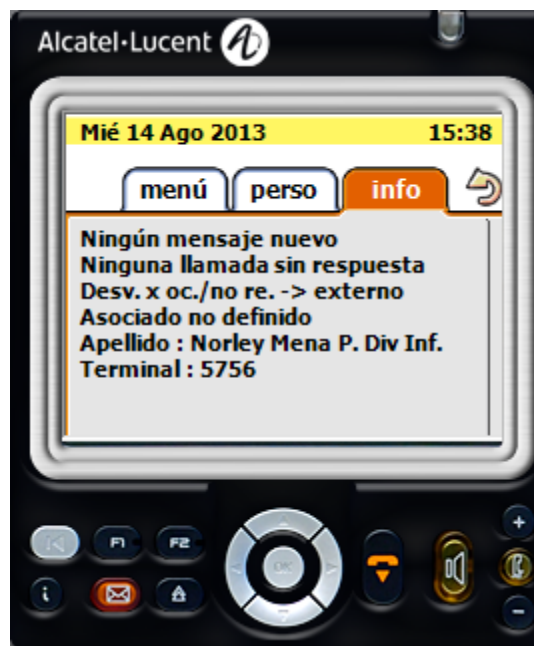 Alcatel·Lucent
Mié 14 Ago 2013 15:38
menú perso info
Ningún mensaje nuevo
Ninguna llamada sin respuesta
Desv. x oc./no re. -> externo
Asociado no definido
Apellido : Norley Mena P. Div Inf.
Terminal : 5756
F1 F2
OK
i
+
-